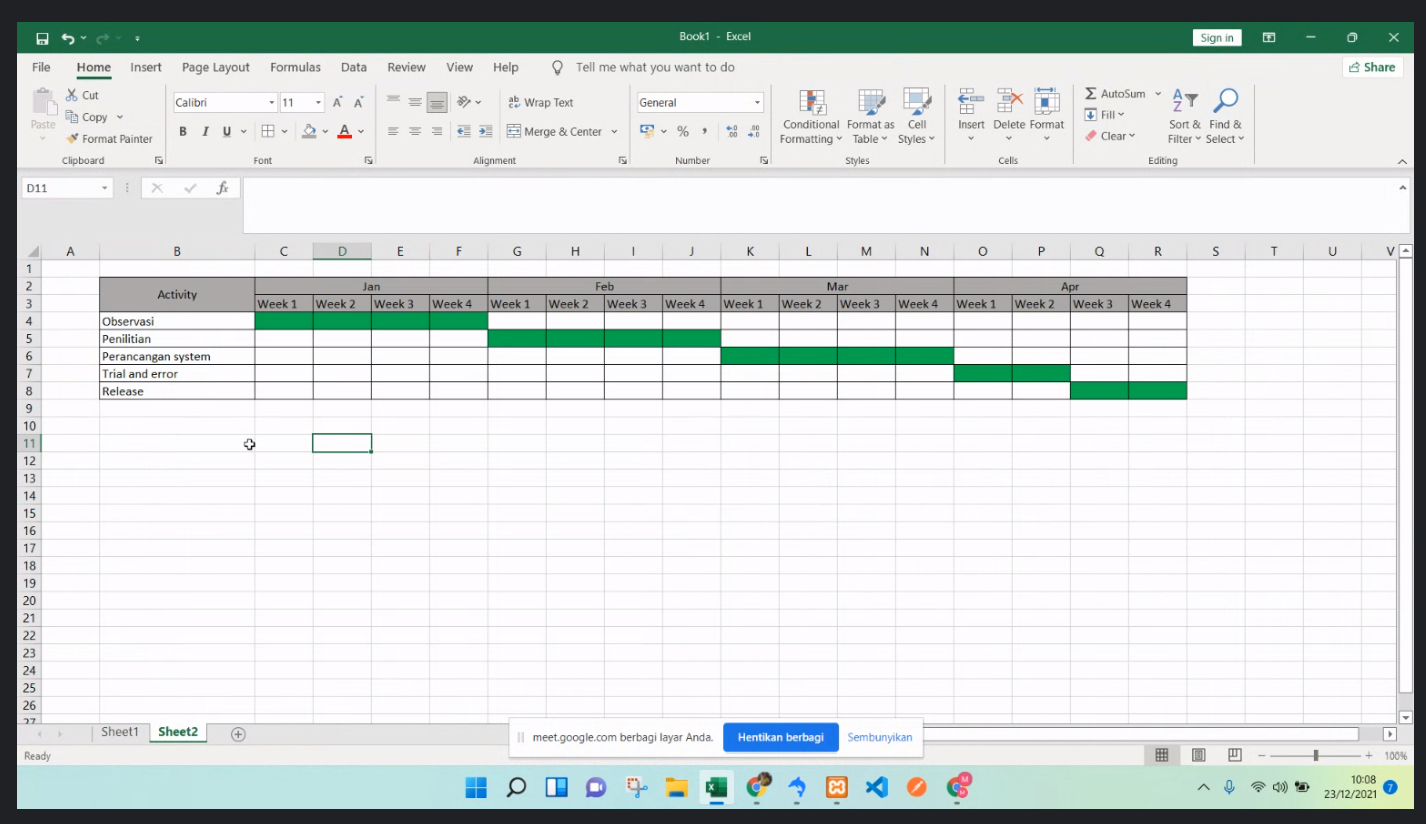 Book1 - Excel
Sign in
File Home Insert Page Layout Formulas Data Review View Help Tell me what you want to do Share
Paste
Cut
Copy
Format Painter
Clipboard
Calibri 11
B I U
Font
ab Wrap Text
Merge & Center
Alignment
General
Number
Conditional Formatting
Format as Table
Cell Styles
Styles
Insert Delete Format
Cells
AutoSum
Fill
Clear
Sort & Filter
Find & Select
Editing
D11 fx
A B C D E F G H I J K L M N O P Q R S T U V
1
2 Activity Jan Feb Mar Apr
3 Week 1 Week 2 Week 3 Week 4 Week 1 Week 2 Week 3 Week 4 Week 1 Week 2 Week 3 Week 4 Week 1 Week 2 Week 3 Week 4
4 Observasi
5 Penilitian
6 Perancangan system
7 Trial and error
8 Release
9
10
11
12
13
14
15
16
17
18
19
20
21
22
23
24
25
26
27
Sheet1 Sheet2
meet.google.com berbagi layar Anda. Hentikan berbagi Sembunyikan
Ready 100%
10:08
23/12/2021 7